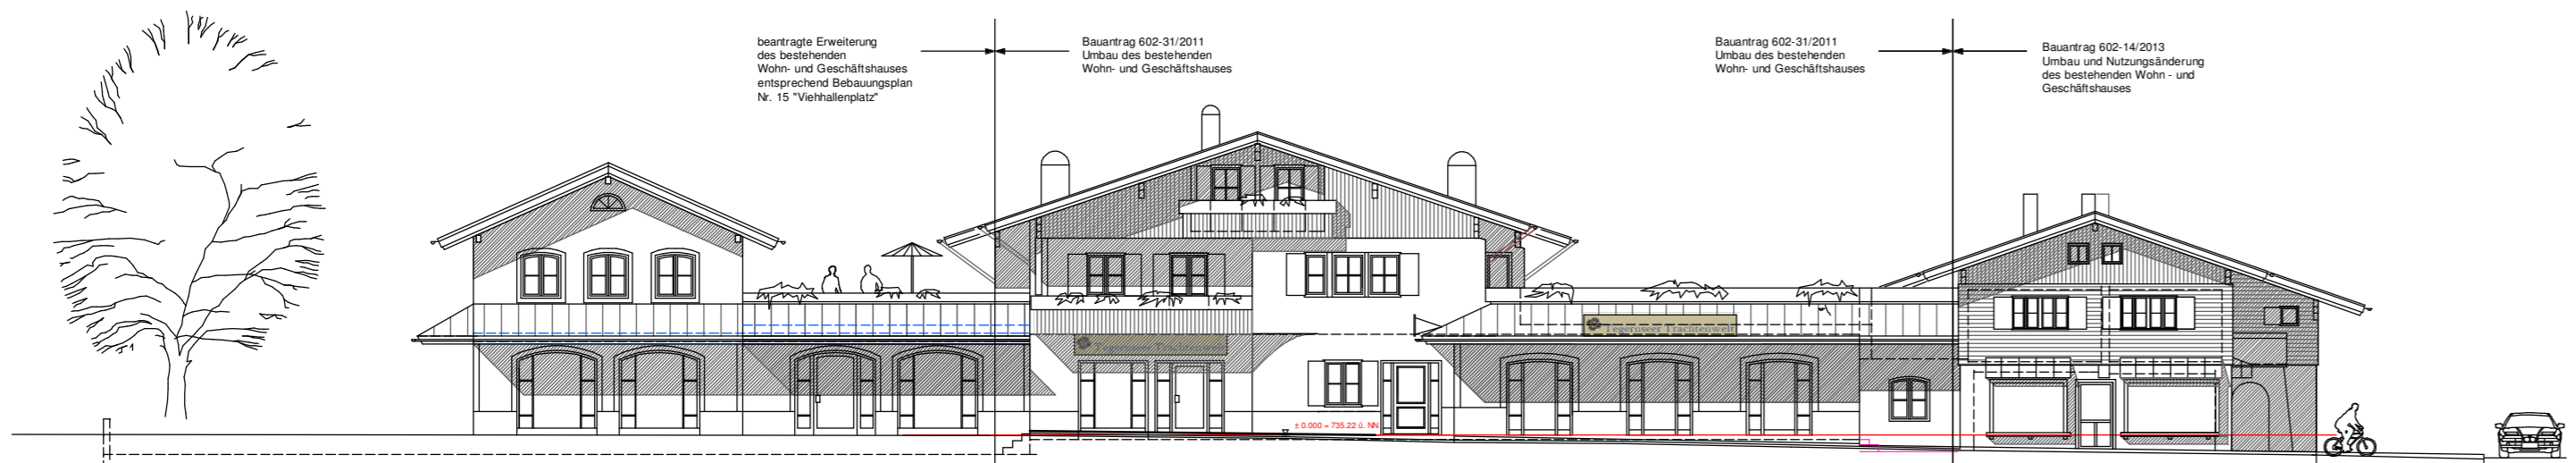 beantragte Erweiterung
des bestehenden
Wohn- und Geschäftshauses
entsprechend Bebauungsplan
Nr. 15 "Viehhallenplatz"
Bauantrag 602-31/2011
Umbau des bestehenden
Wohn- und Geschäftshauses
Bauantrag 602-31/2011
Umbau des bestehenden
Wohn- und Geschäftshauses
Bauantrag 602-14/2013
Umbau und Nutzungsänderung
des bestehenden Wohn - und
Geschäftshauses
Tegernseer Trachtenwelt
Tegernseer Trachtenwelt
± 0.000 = 735.22 ü. NN